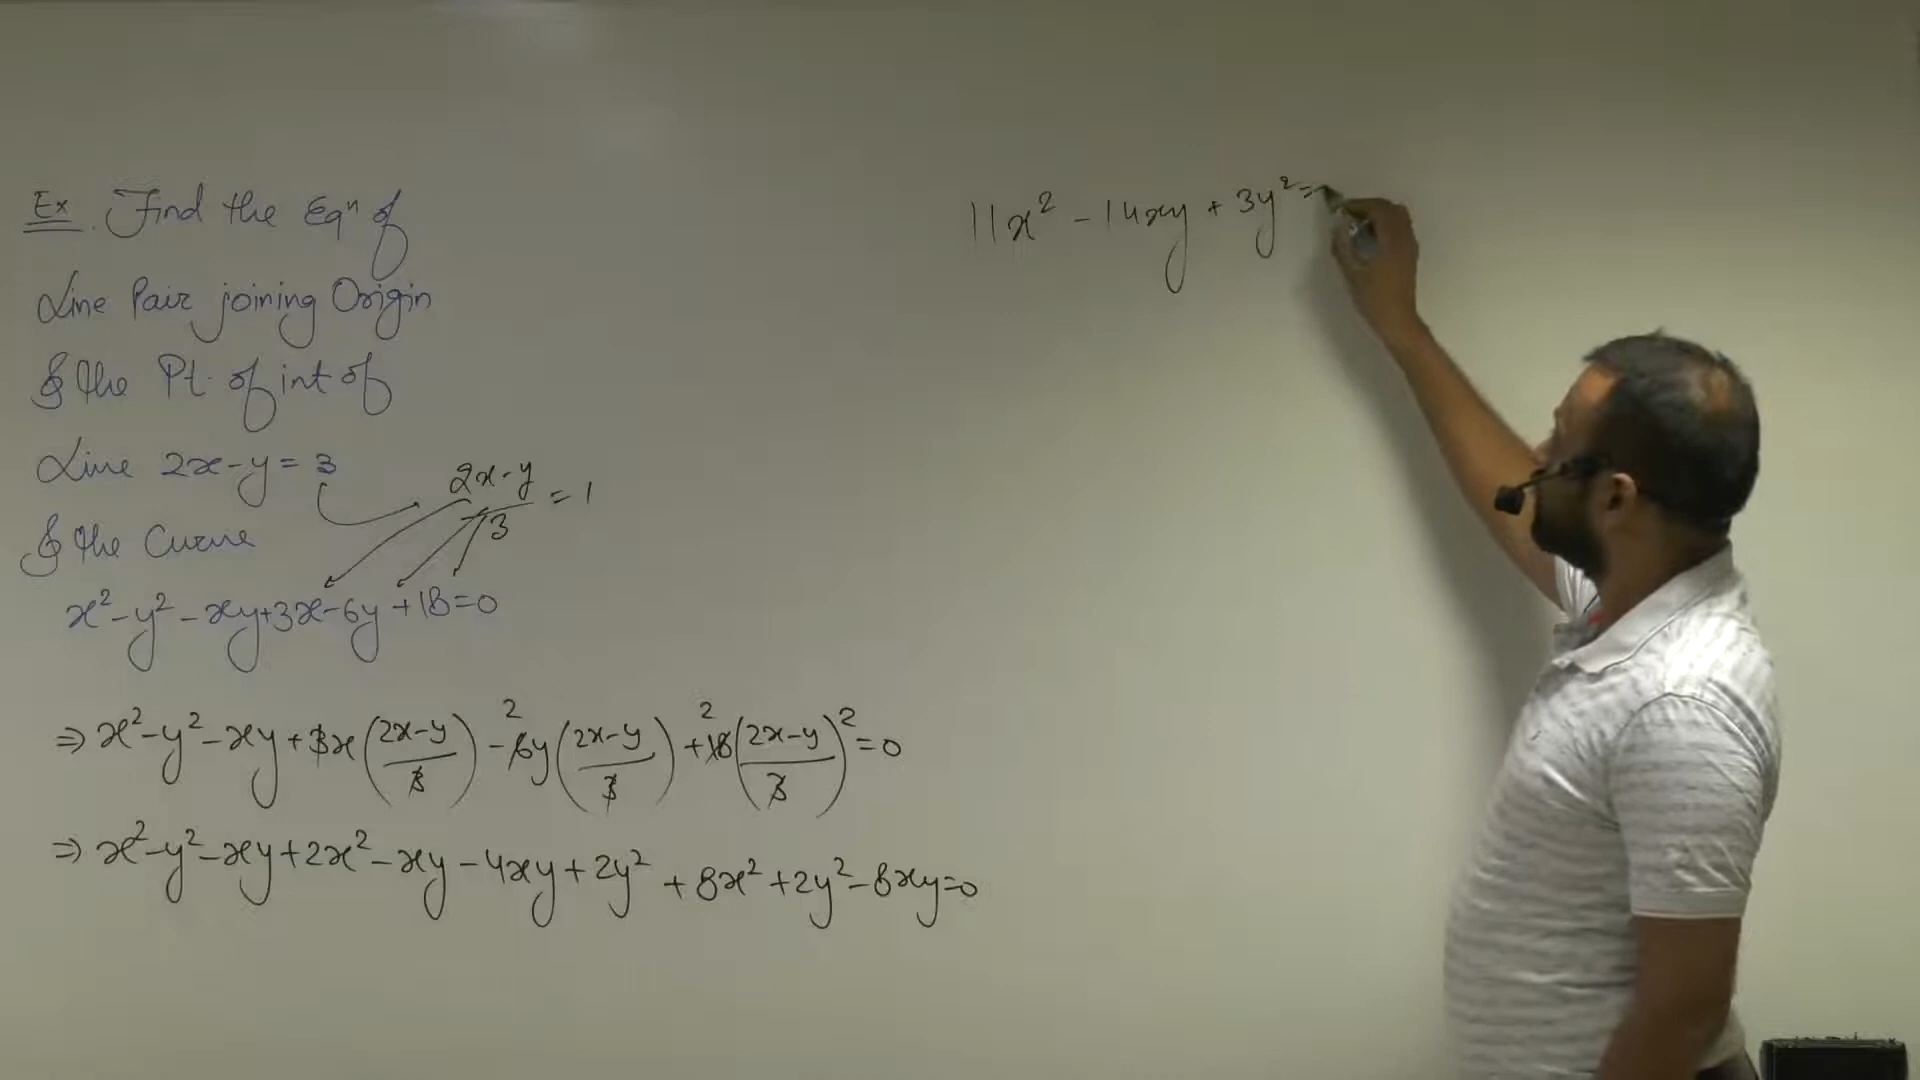 Ex. Find the Eqⁿ of
Line Pair joining Origin
& the Pt. of int of
Line 2x-y=3
(2x-y)/3 = 1
& the Curve
x²-y²-xy+3x-6y+18=0
⇒ x²-y²-xy+3x((2x-y)/3) - 6y((2x-y)/3) + 18((2x-y)/3)² = 0
2 2
⇒ x²-y²-xy+2x²-xy-4xy+2y²+8x²+2y²-8xy=0
11x²-14xy+3y²=